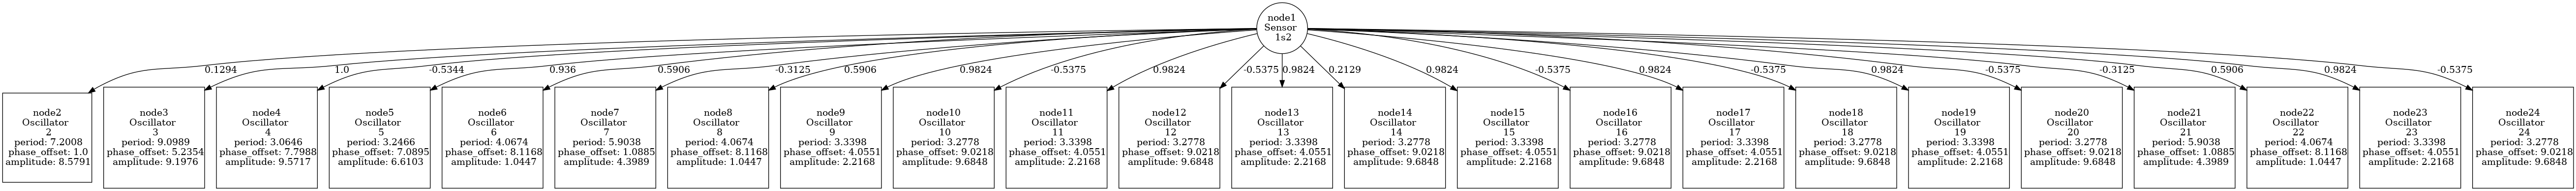 node1
Sensor
1s2
0.1294
1.0
-0.5344
0.936
0.5906
-0.3125
0.5906
0.9824
-0.5375
0.9824
-0.5375
0.9824
0.2129
0.9824
-0.5375
0.9824
-0.5375
0.9824
-0.5375
-0.3125
0.5906
0.9824
-0.5375
node2
Oscillator
2
period: 7.2008
phase_offset: 1.0
amplitude: 8.5791
node3
Oscillator
3
period: 9.0989
phase_offset: 5.2354
amplitude: 9.1976
node4
Oscillator
4
period: 3.0646
phase_offset: 7.7988
amplitude: 9.5717
node5
Oscillator
5
period: 3.2466
phase_offset: 7.0895
amplitude: 6.6103
node6
Oscillator
6
period: 4.0674
phase_offset: 8.1168
amplitude: 1.0447
node7
Oscillator
7
period: 5.9038
phase_offset: 1.0885
amplitude: 4.3989
node8
Oscillator
8
period: 4.0674
phase_offset: 8.1168
amplitude: 1.0447
node9
Oscillator
9
period: 3.3398
phase_offset: 4.0551
amplitude: 2.2168
node10
Oscillator
10
period: 3.2778
phase_offset: 9.0218
amplitude: 9.6848
node11
Oscillator
11
period: 3.3398
phase_offset: 4.0551
amplitude: 2.2168
node12
Oscillator
12
period: 3.2778
phase_offset: 9.0218
amplitude: 9.6848
node13
Oscillator
13
period: 3.3398
phase_offset: 4.0551
amplitude: 2.2168
node14
Oscillator
14
period: 3.2778
phase_offset: 9.0218
amplitude: 9.6848
node15
Oscillator
15
period: 3.3398
phase_offset: 4.0551
amplitude: 2.2168
node16
Oscillator
16
period: 3.2778
phase_offset: 9.0218
amplitude: 9.6848
node17
Oscillator
17
period: 3.3398
phase_offset: 4.0551
amplitude: 2.2168
node18
Oscillator
18
period: 3.2778
phase_offset: 9.0218
amplitude: 9.6848
node19
Oscillator
19
period: 3.3398
phase_offset: 4.0551
amplitude: 2.2168
node20
Oscillator
20
period: 3.2778
phase_offset: 9.0218
amplitude: 9.6848
node21
Oscillator
21
period: 5.9038
phase_offset: 1.0885
amplitude: 4.3989
node22
Oscillator
22
period: 4.0674
phase_offset: 8.1168
amplitude: 1.0447
node23
Oscillator
23
period: 3.3398
phase_offset: 4.0551
amplitude: 2.2168
node24
Oscillator
24
period: 3.2778
phase_offset: 9.0218
amplitude: 9.6848